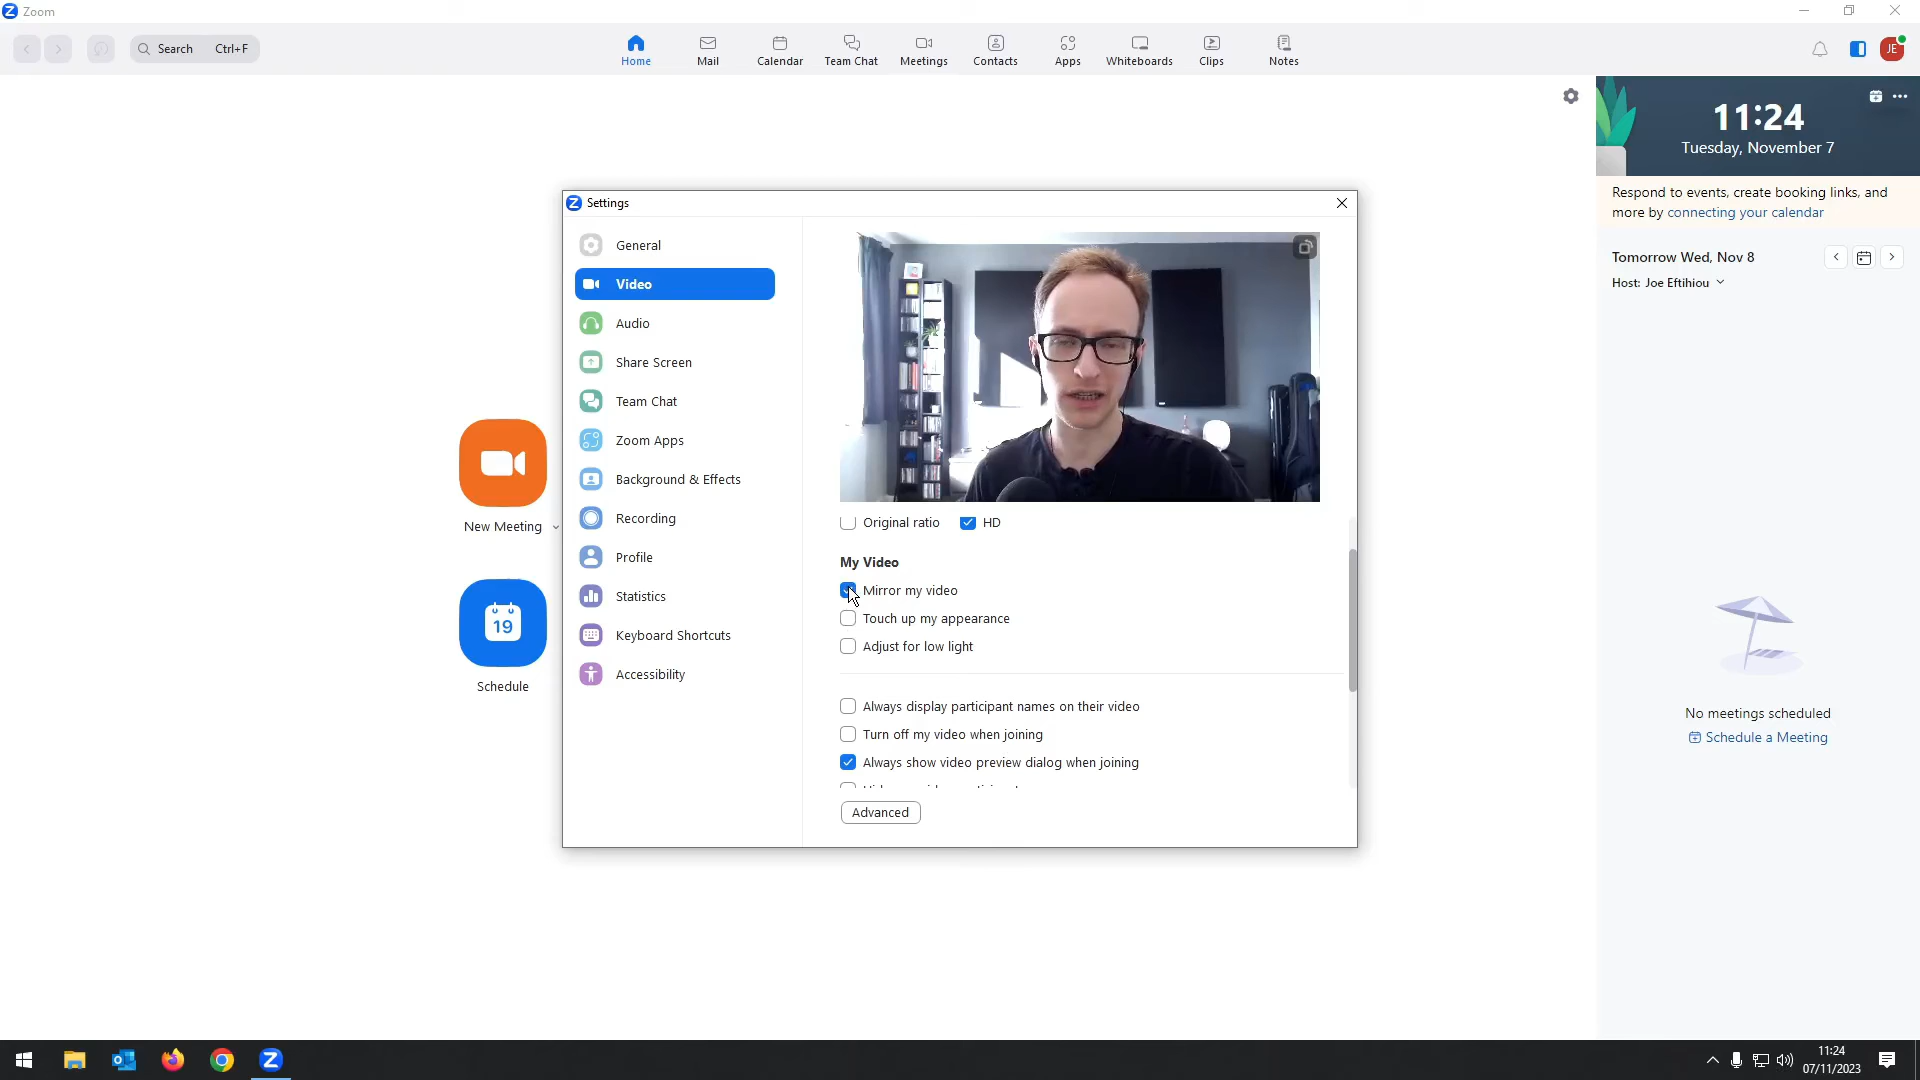 Zoom
Search Ctrl+F
Home
Mail
Calendar
Team Chat
Meetings
Contacts
Apps
Whiteboards
Clips
Notes
JE
11:24
Tuesday, November 7
Respond to events, create booking links, and
more by connecting your calendar
Tomorrow Wed, Nov 8
Host: Joe Eftihiou
No meetings scheduled
Schedule a Meeting
New Meeting
19
Schedule
Settings
General
Video
Audio
Share Screen
Team Chat
Zoom Apps
Background & Effects
Recording
Profile
Statistics
Keyboard Shortcuts
Accessibility
Original ratio HD
My Video
Mirror my video
Touch up my appearance
Adjust for low light
Always display participant names on their video
Turn off my video when joining
Always show video preview dialog when joining
Advanced
11:24
07/11/2023